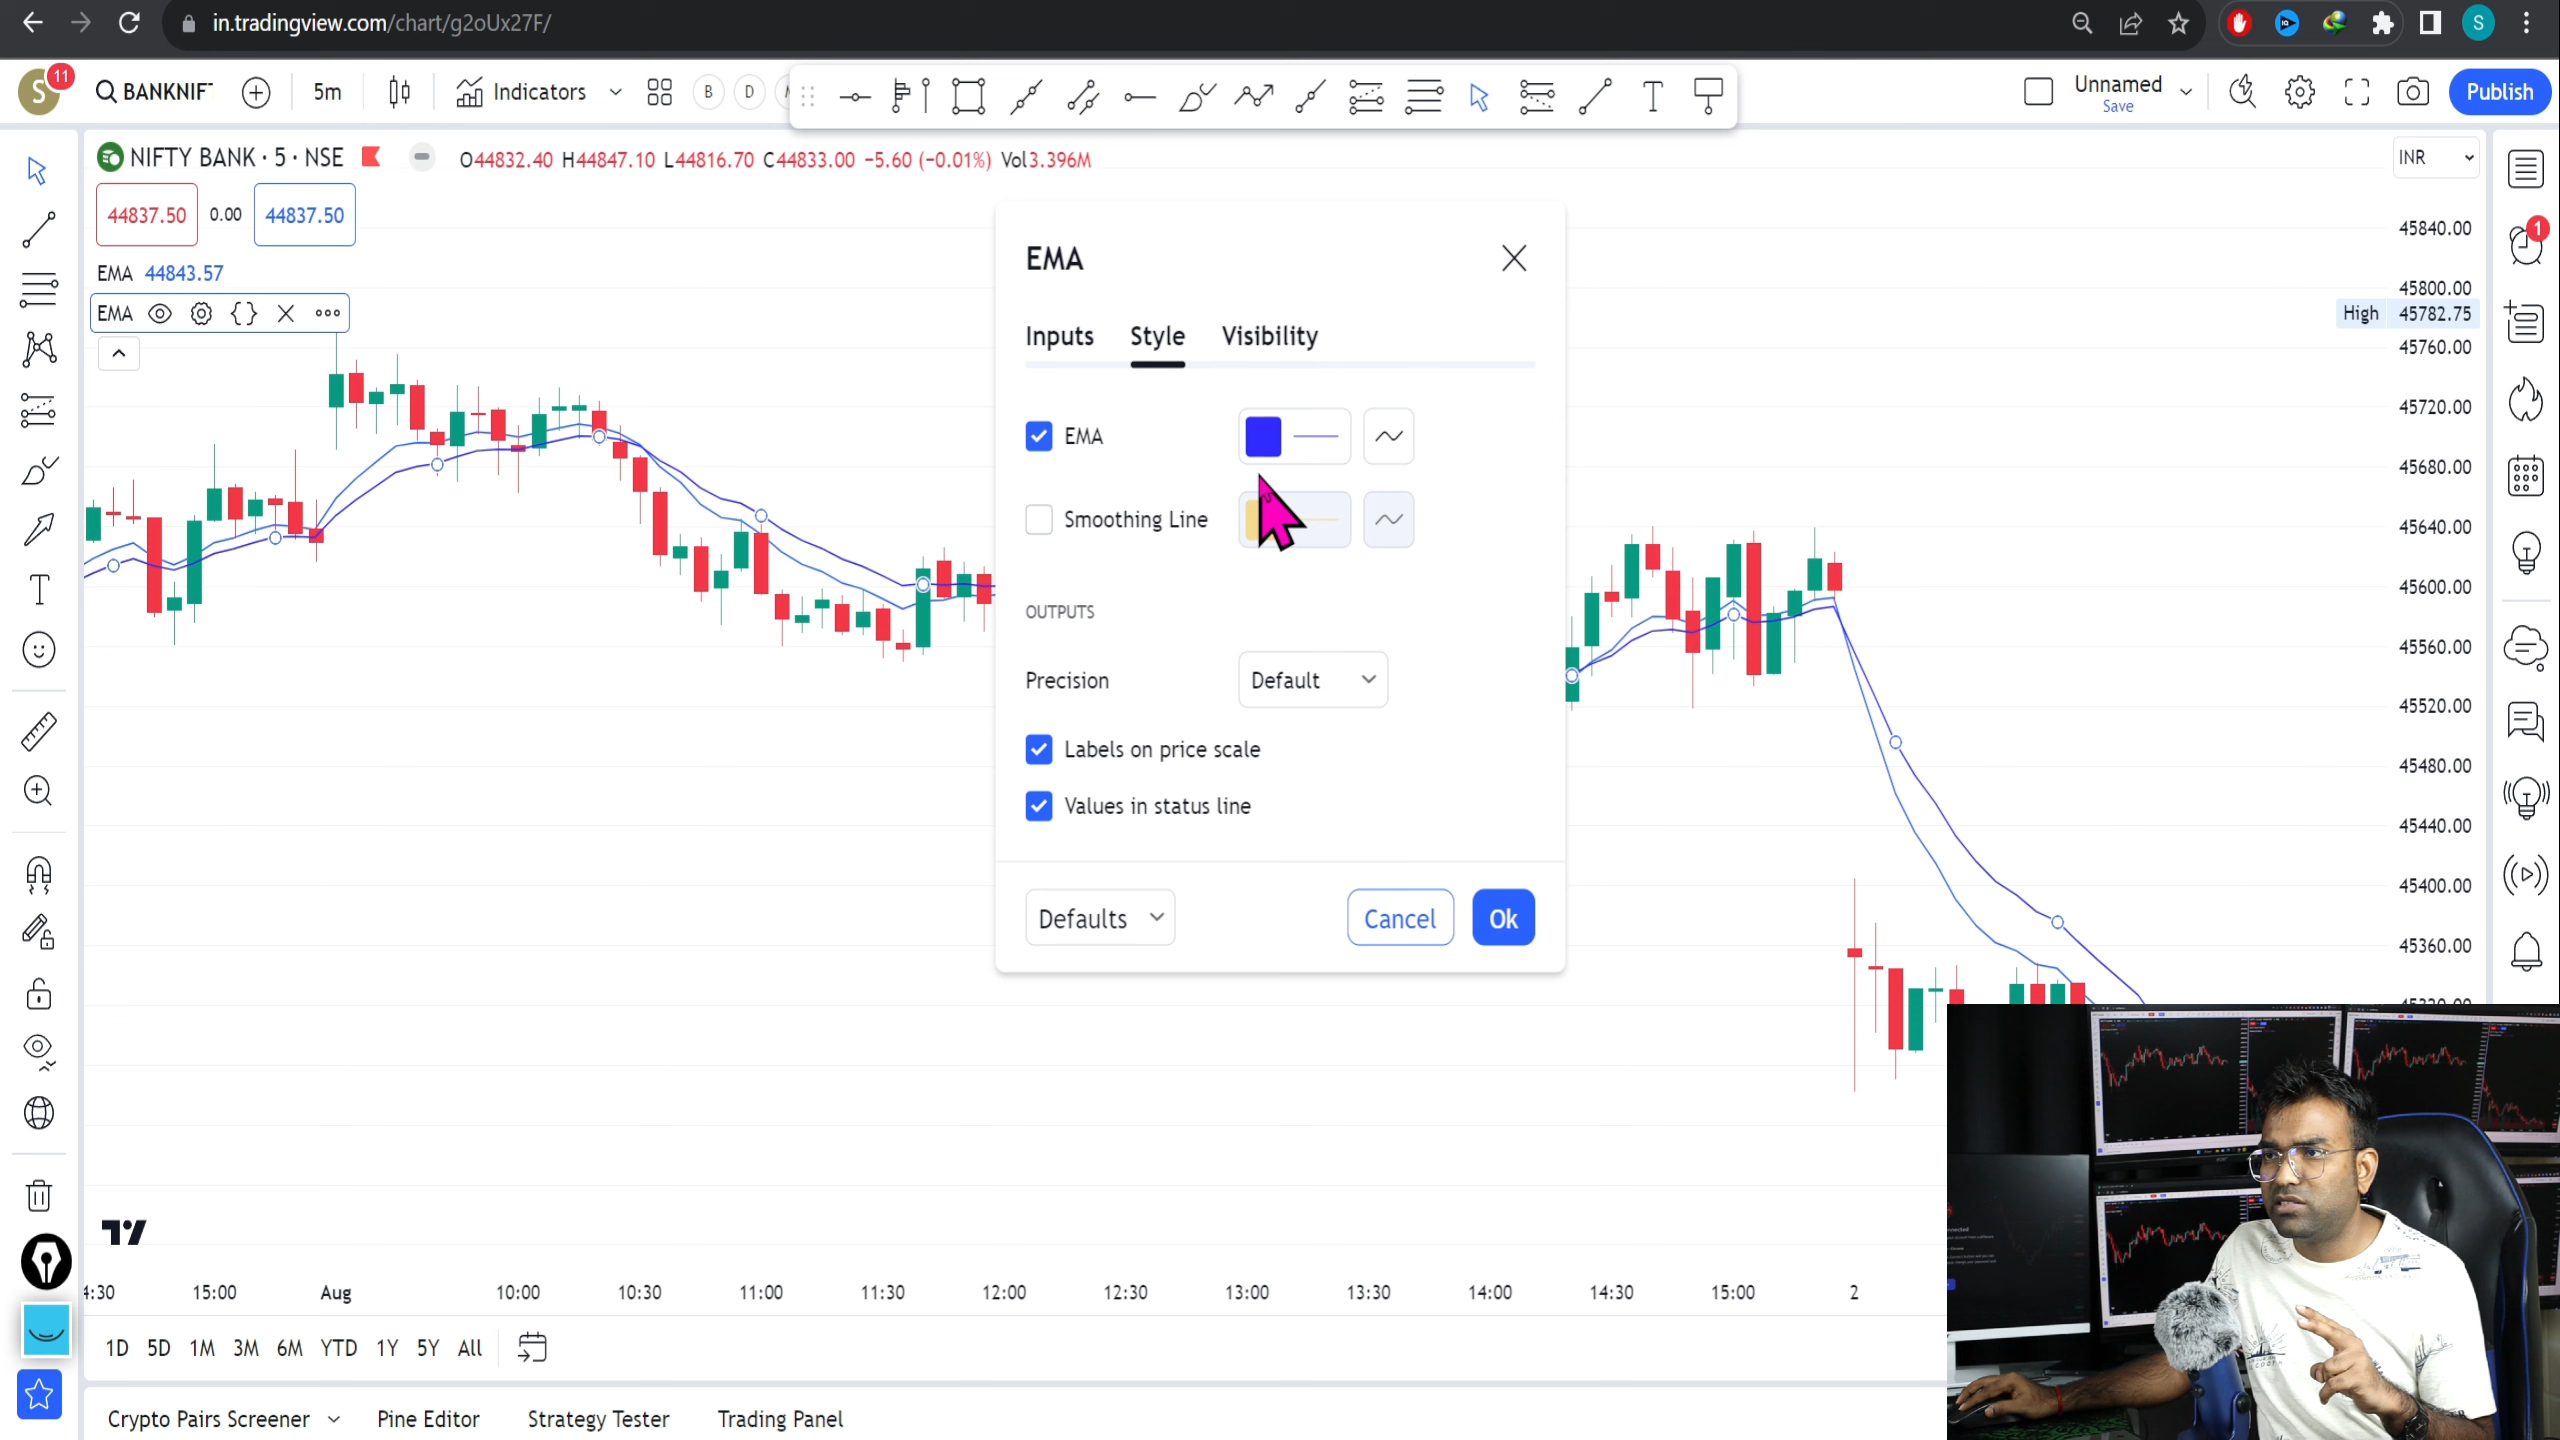 in.tradingview.com/chart/g2oUx27F/
S
S
11
BANKNIF
5m
Indicators
B
D
Unnamed
Save
Publish
NIFTY BANK · 5 · NSE
O44832.40 H44847.10 L44816.70 C44833.00 −5.60 (−0.01%) Vol3.396M
INR
44837.50
0.00
44837.50
EMA 44843.57
EMA
EMA
Inputs
Style
Visibility
EMA
Smoothing Line
OUTPUTS
Precision
Default
Labels on price scale
Values in status line
Defaults
Cancel
Ok
45840.00
45800.00
High 45782.75
45760.00
45720.00
45680.00
45640.00
45600.00
45560.00
45520.00
45480.00
45440.00
45400.00
45360.00
1
4:30
15:00
Aug
10:00
10:30
11:00
11:30
12:00
12:30
13:00
13:30
14:00
14:30
15:00
2
1D
5D
1M
3M
6M
YTD
1Y
5Y
All
Crypto Pairs Screener
Pine Editor
Strategy Tester
Trading Panel